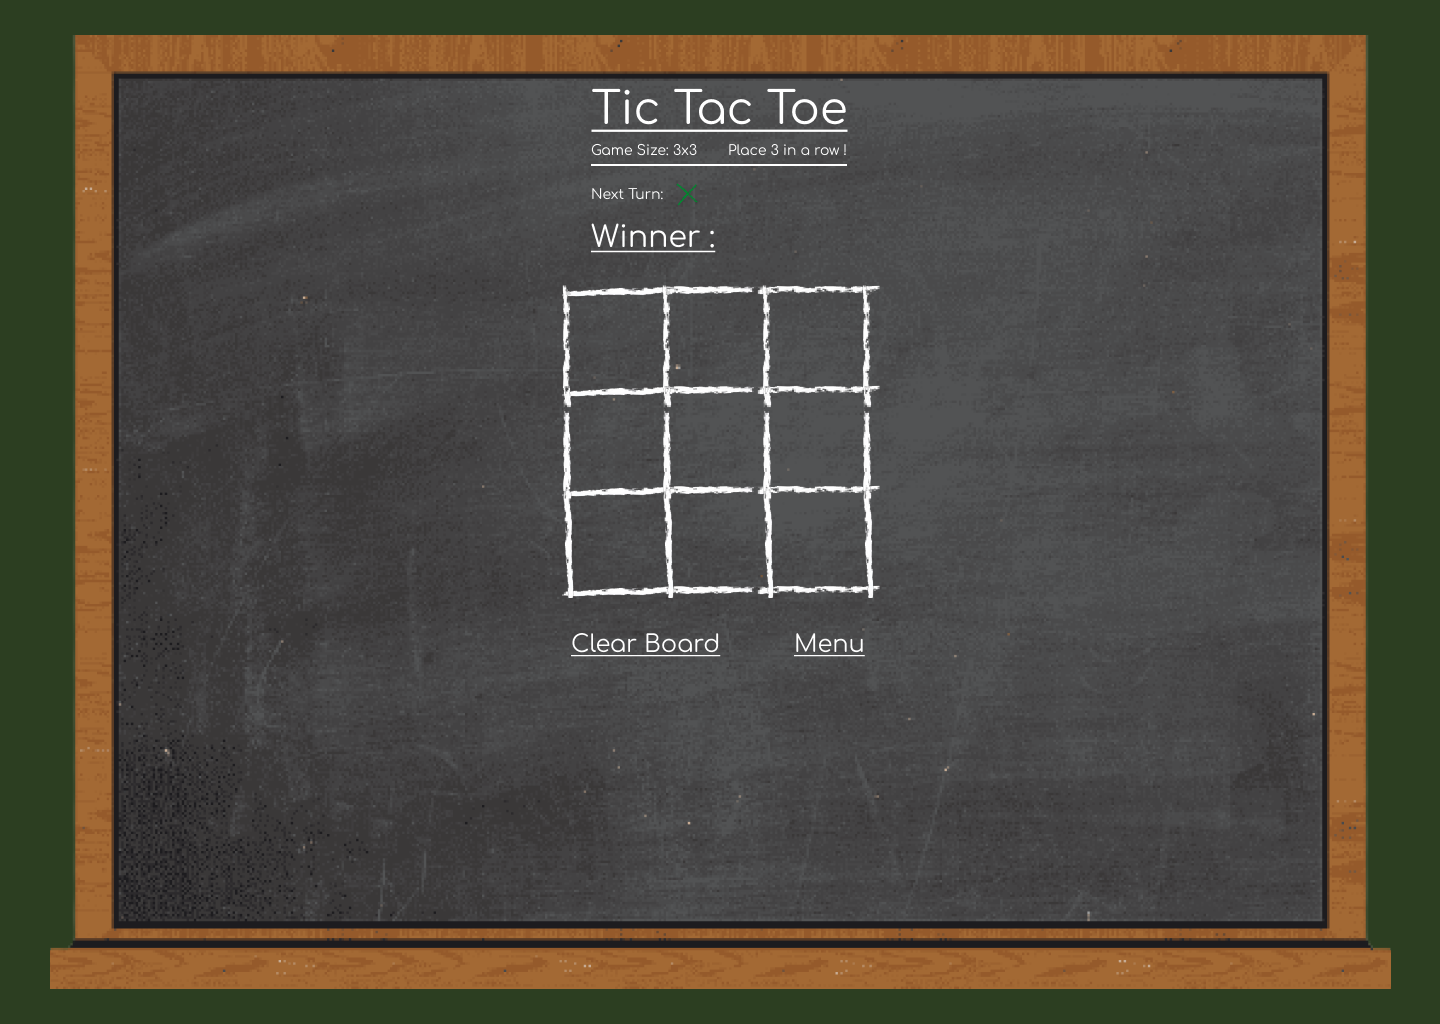 Tic Tac Toe
Game Size: 3x3 Place 3 in a row !
Next Turn:
Winner :
Clear Board Menu